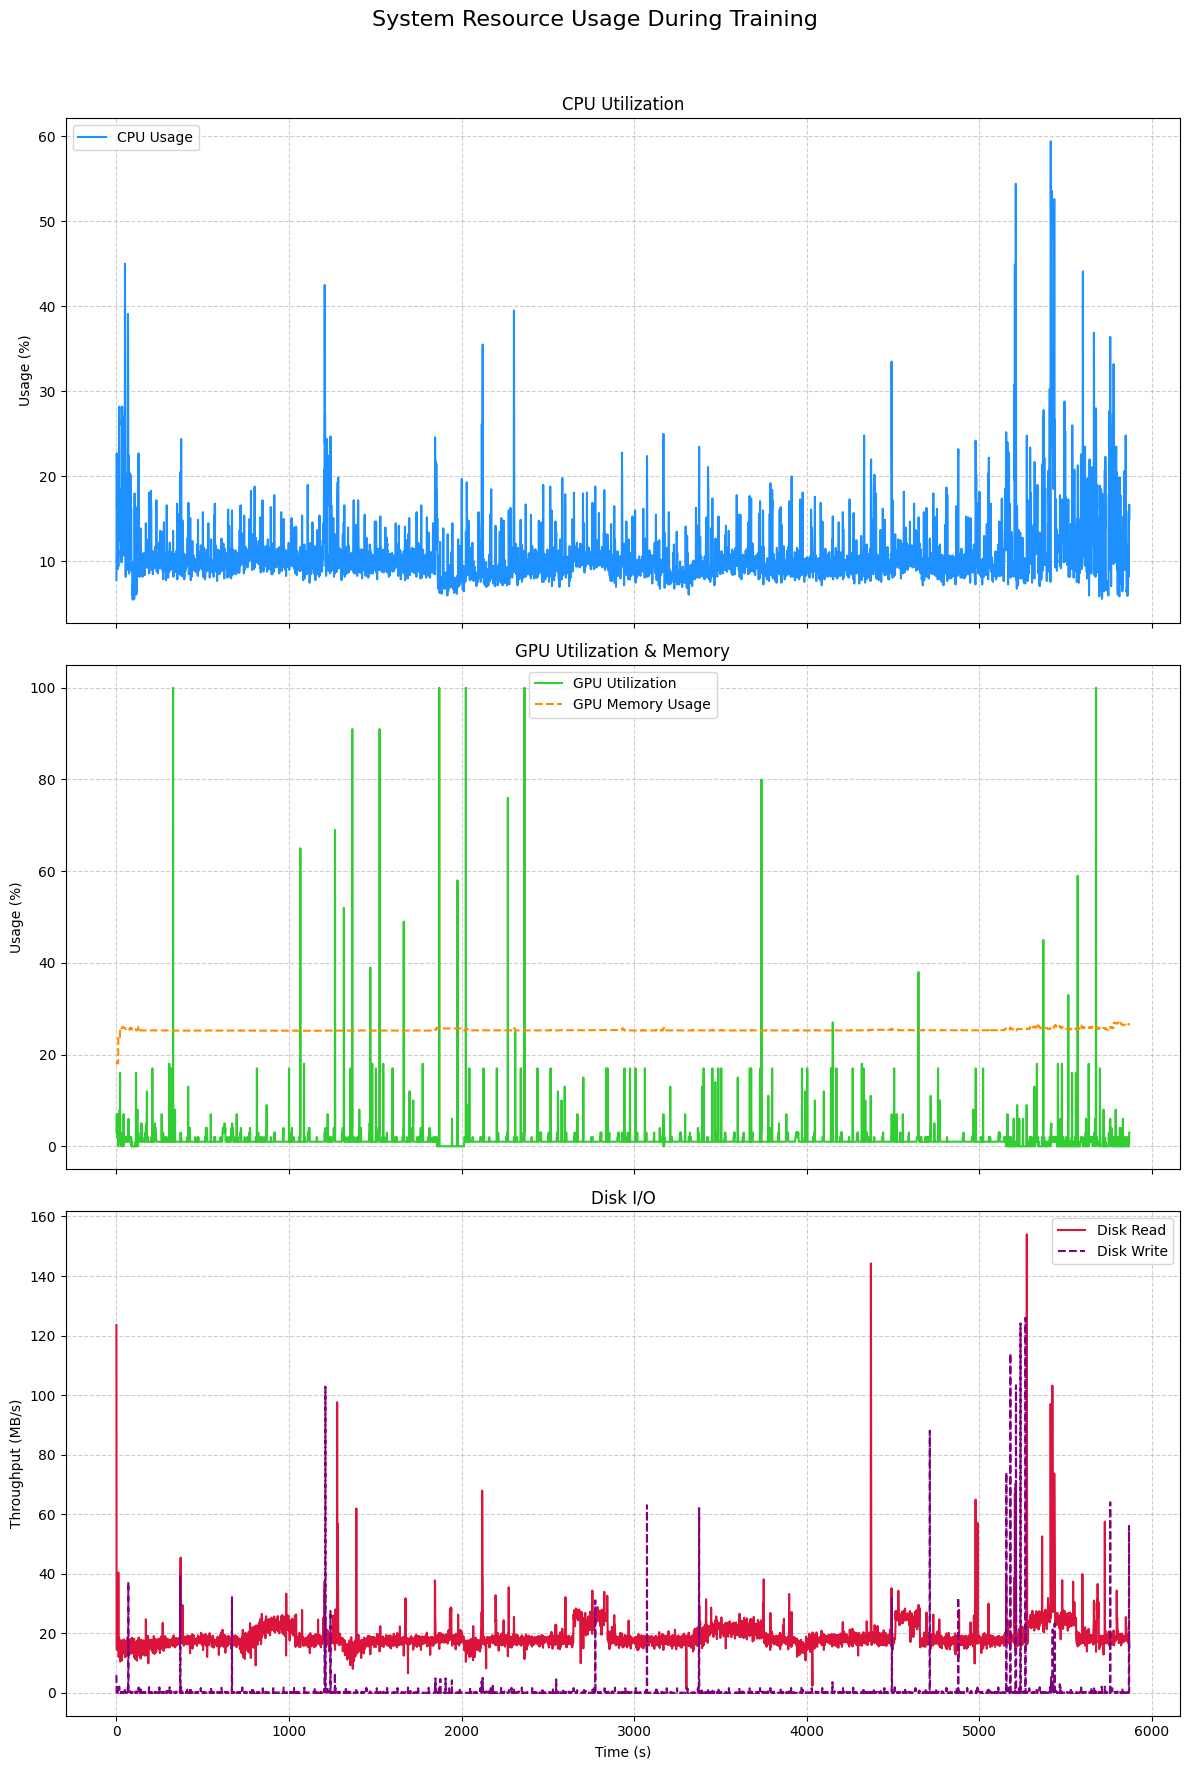 System Resource Usage During Training
CPU Utilization
CPU Usage
60
50
40
30
20
10
Usage (%)
GPU Utilization & Memory
GPU Utilization
GPU Memory Usage
100
80
60
40
20
0
Usage (%)
Disk I/O
Disk Read
Disk Write
160
140
120
100
80
60
40
20
0
Throughput (MB/s)
0 1000 2000 3000 4000 5000 6000
Time (s)